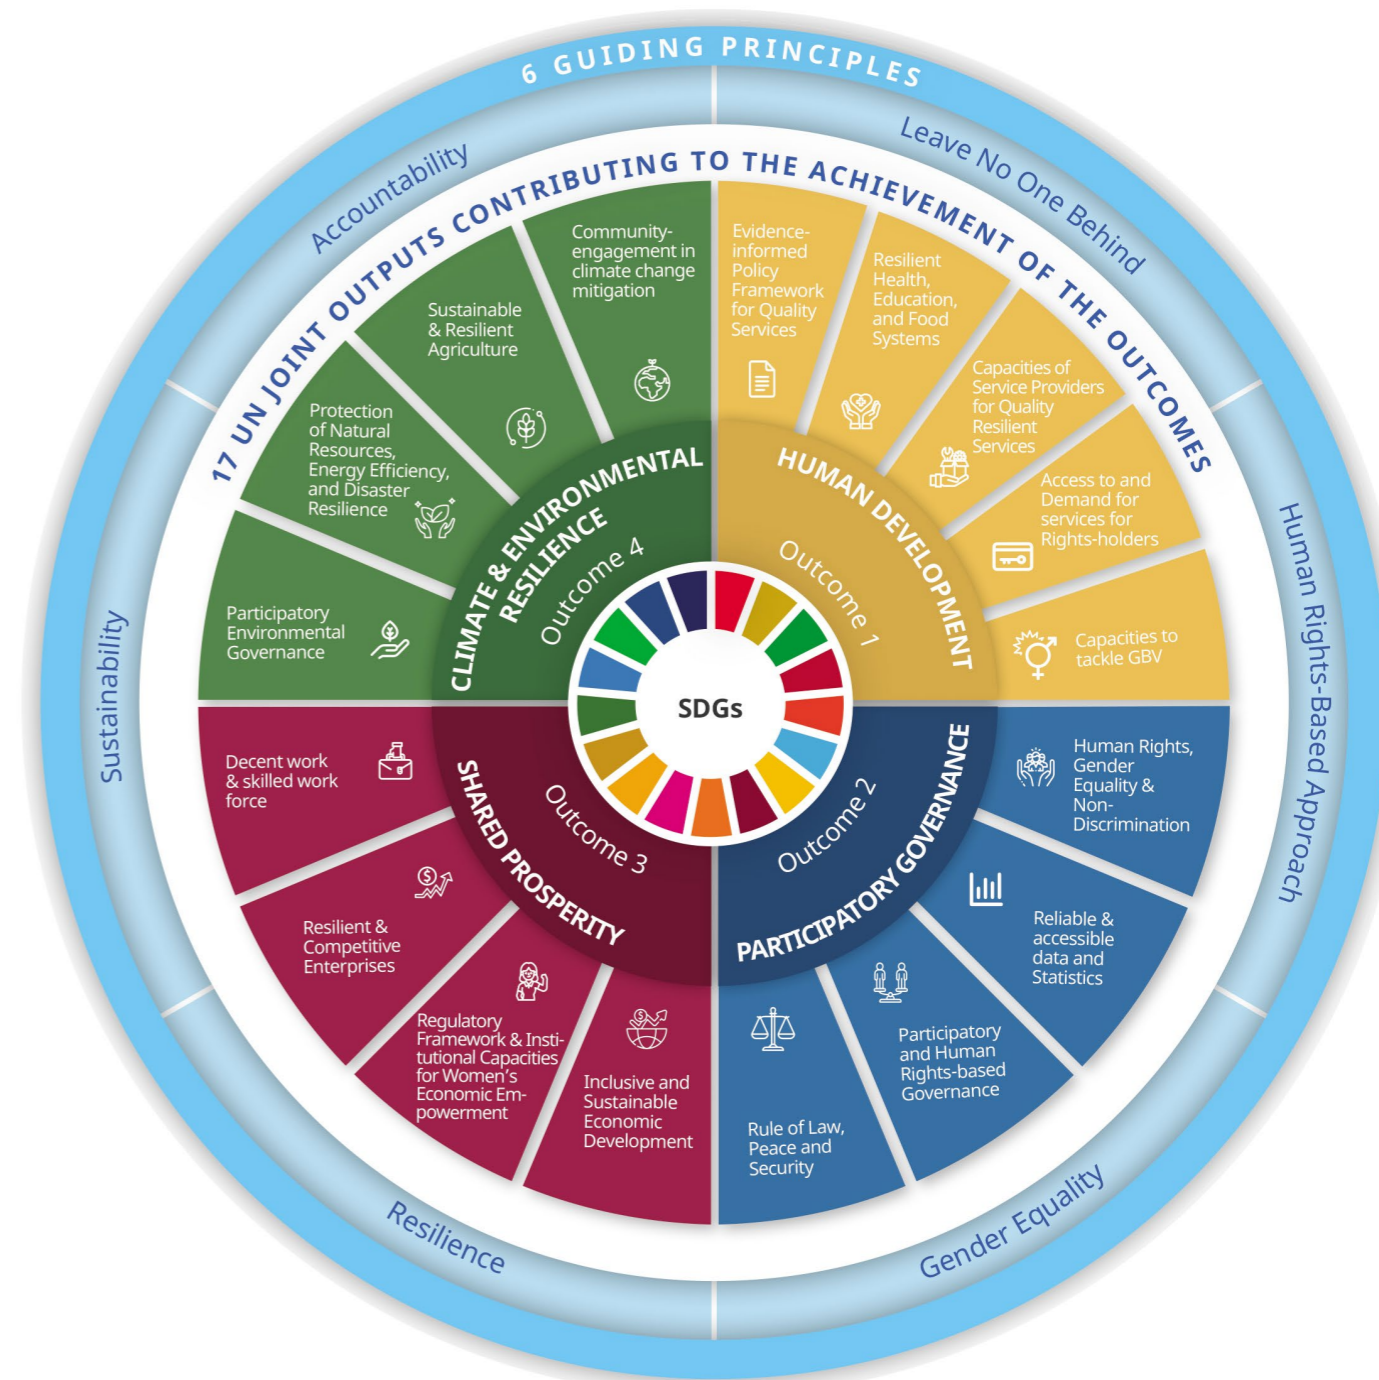 6 GUIDING PRINCIPLES
Leave No One Behind
Human Rights-Based Approach
Gender Equality
Resilience
Sustainability
Accountability
17 UN JOINT OUTPUTS CONTRIBUTING TO THE ACHIEVEMENT OF THE OUTCOMES
HUMAN DEVELOPMENT
Outcome 1
Evidence-
informed
Policy
Framework
for Quality
Services
Resilient
Health,
Education,
and Food
Systems
Capacities of
Service Providers
for Quality
Resilient
Services
Access to and
Demand for
services for
Rights-holders
Capacities to
tackle GBV
PARTICIPATORY GOVERNANCE
Outcome 2
Human Rights,
Gender
Equality &
Non-
Discrimination
Reliable &
accessible
data and
Statistics
Participatory
and Human
Rights-based
Governance
Rule of Law,
Peace and
Security
SHARED PROSPERITY
Outcome 3
Inclusive and
Sustainable
Economic
Development
Regulatory
Framework & Insti-
tutional Capacities
for Women's
Economic Em-
powerment
Resilient &
Competitive
Enterprises
Decent work
& skilled work
force
CLIMATE & ENVIRONMENTAL
RESILIENCE
Outcome 4
Participatory
Environmental
Governance
Protection
of Natural
Resources,
Energy Efficiency,
and Disaster
Resilience
Sustainable
& Resilient
Agriculture
Community-
engagement in
climate change
mitigation
SDGs